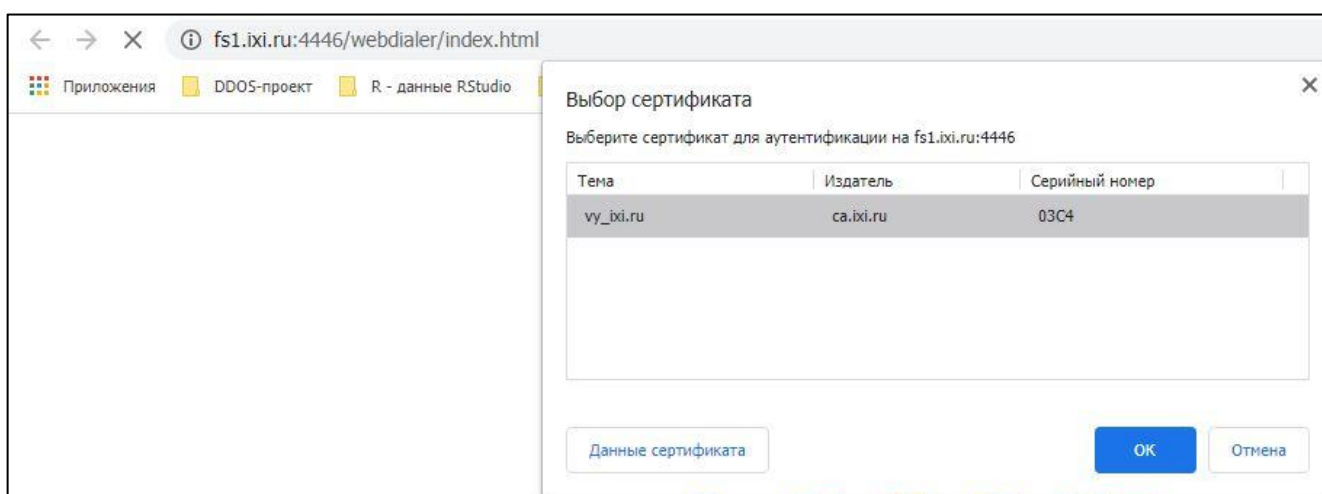 fs1.ixi.ru:4446/webdialer/index.html
Приложения DDOS-проект R - данные RStudio
Выбор сертификата
Выберите сертификат для аутентификации на fs1.ixi.ru:4446
Тема Издатель Серийный номер
vy_ixi.ru ca.ixi.ru 03C4
Данные сертификата ОК Отмена